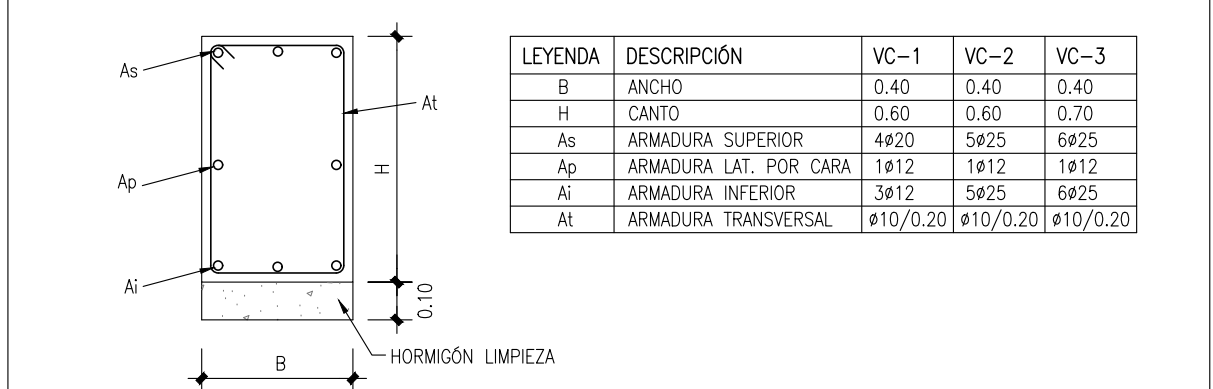 As
At
H
Ap
Ai
0.10
HORMIGÓN LIMPIEZA
B
LEYENDA DESCRIPCIÓN VC-1 VC-2 VC-3
B ANCHO 0.40 0.40 0.40
H CANTO 0.60 0.60 0.70
As ARMADURA SUPERIOR 4ø20 5ø25 6ø25
Ap ARMADURA LAT. POR CARA 1ø12 1ø12 1ø12
Ai ARMADURA INFERIOR 3ø12 5ø25 6ø25
At ARMADURA TRANSVERSAL ø10/0.20 ø10/0.20 ø10/0.20